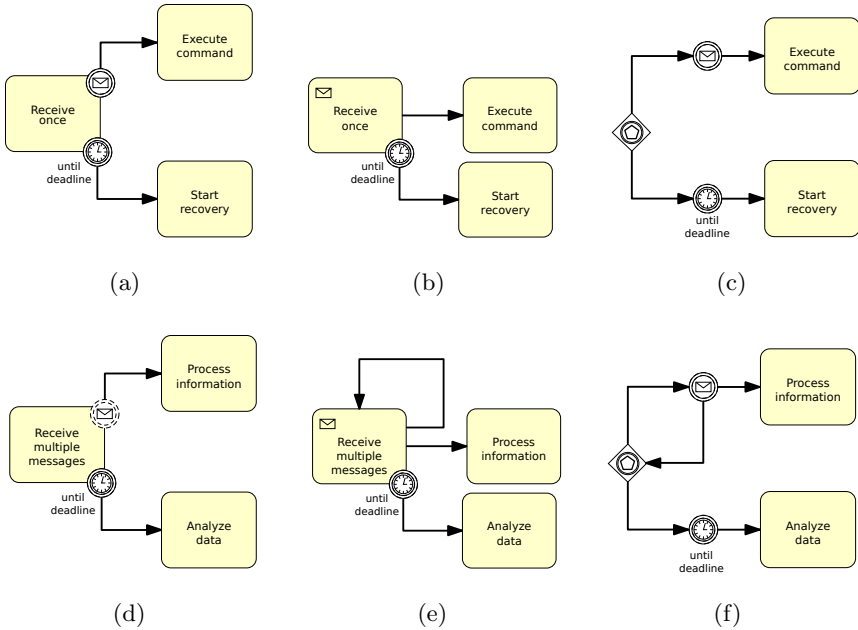 Execute
command
Receive
once
until
deadline
Start
recovery
(a)
Receive
once
Execute
command
until
deadline
Start
recovery
(b)
Execute
command
until
deadline
Start
recovery
(c)
Process
information
Receive
multiple
messages
until
deadline
Analyze
data
(d)
Receive
multiple
messages
Process
information
until
deadline
Analyze
data
(e)
Process
information
until
deadline
Analyze
data
(f)